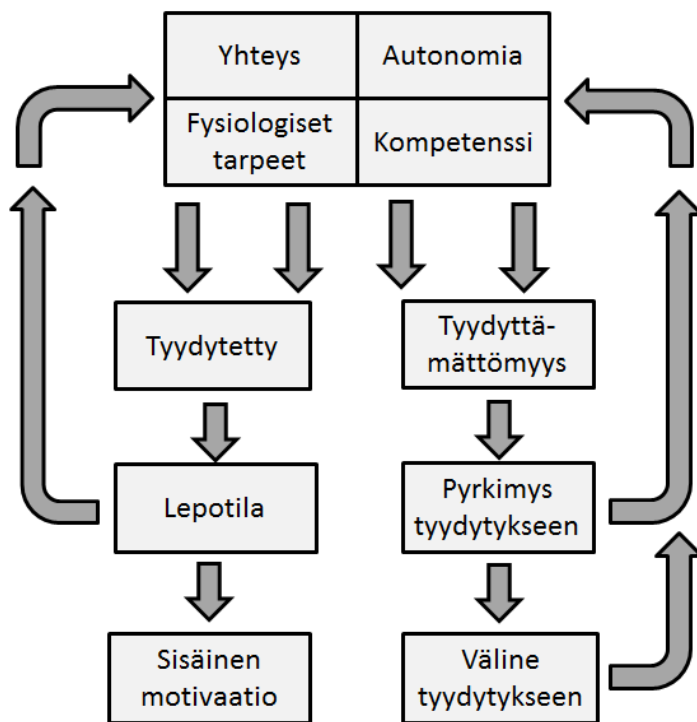 Yhteys
Autonomia
Fysiologiset
tarpeet
Kompetenssi
Tyydytetty
Tyydyttä-
mättömyys
Lepotila
Pyrkimys
tyydytykseen
Sisäinen
motivaatio
Väline
tyydytykseen